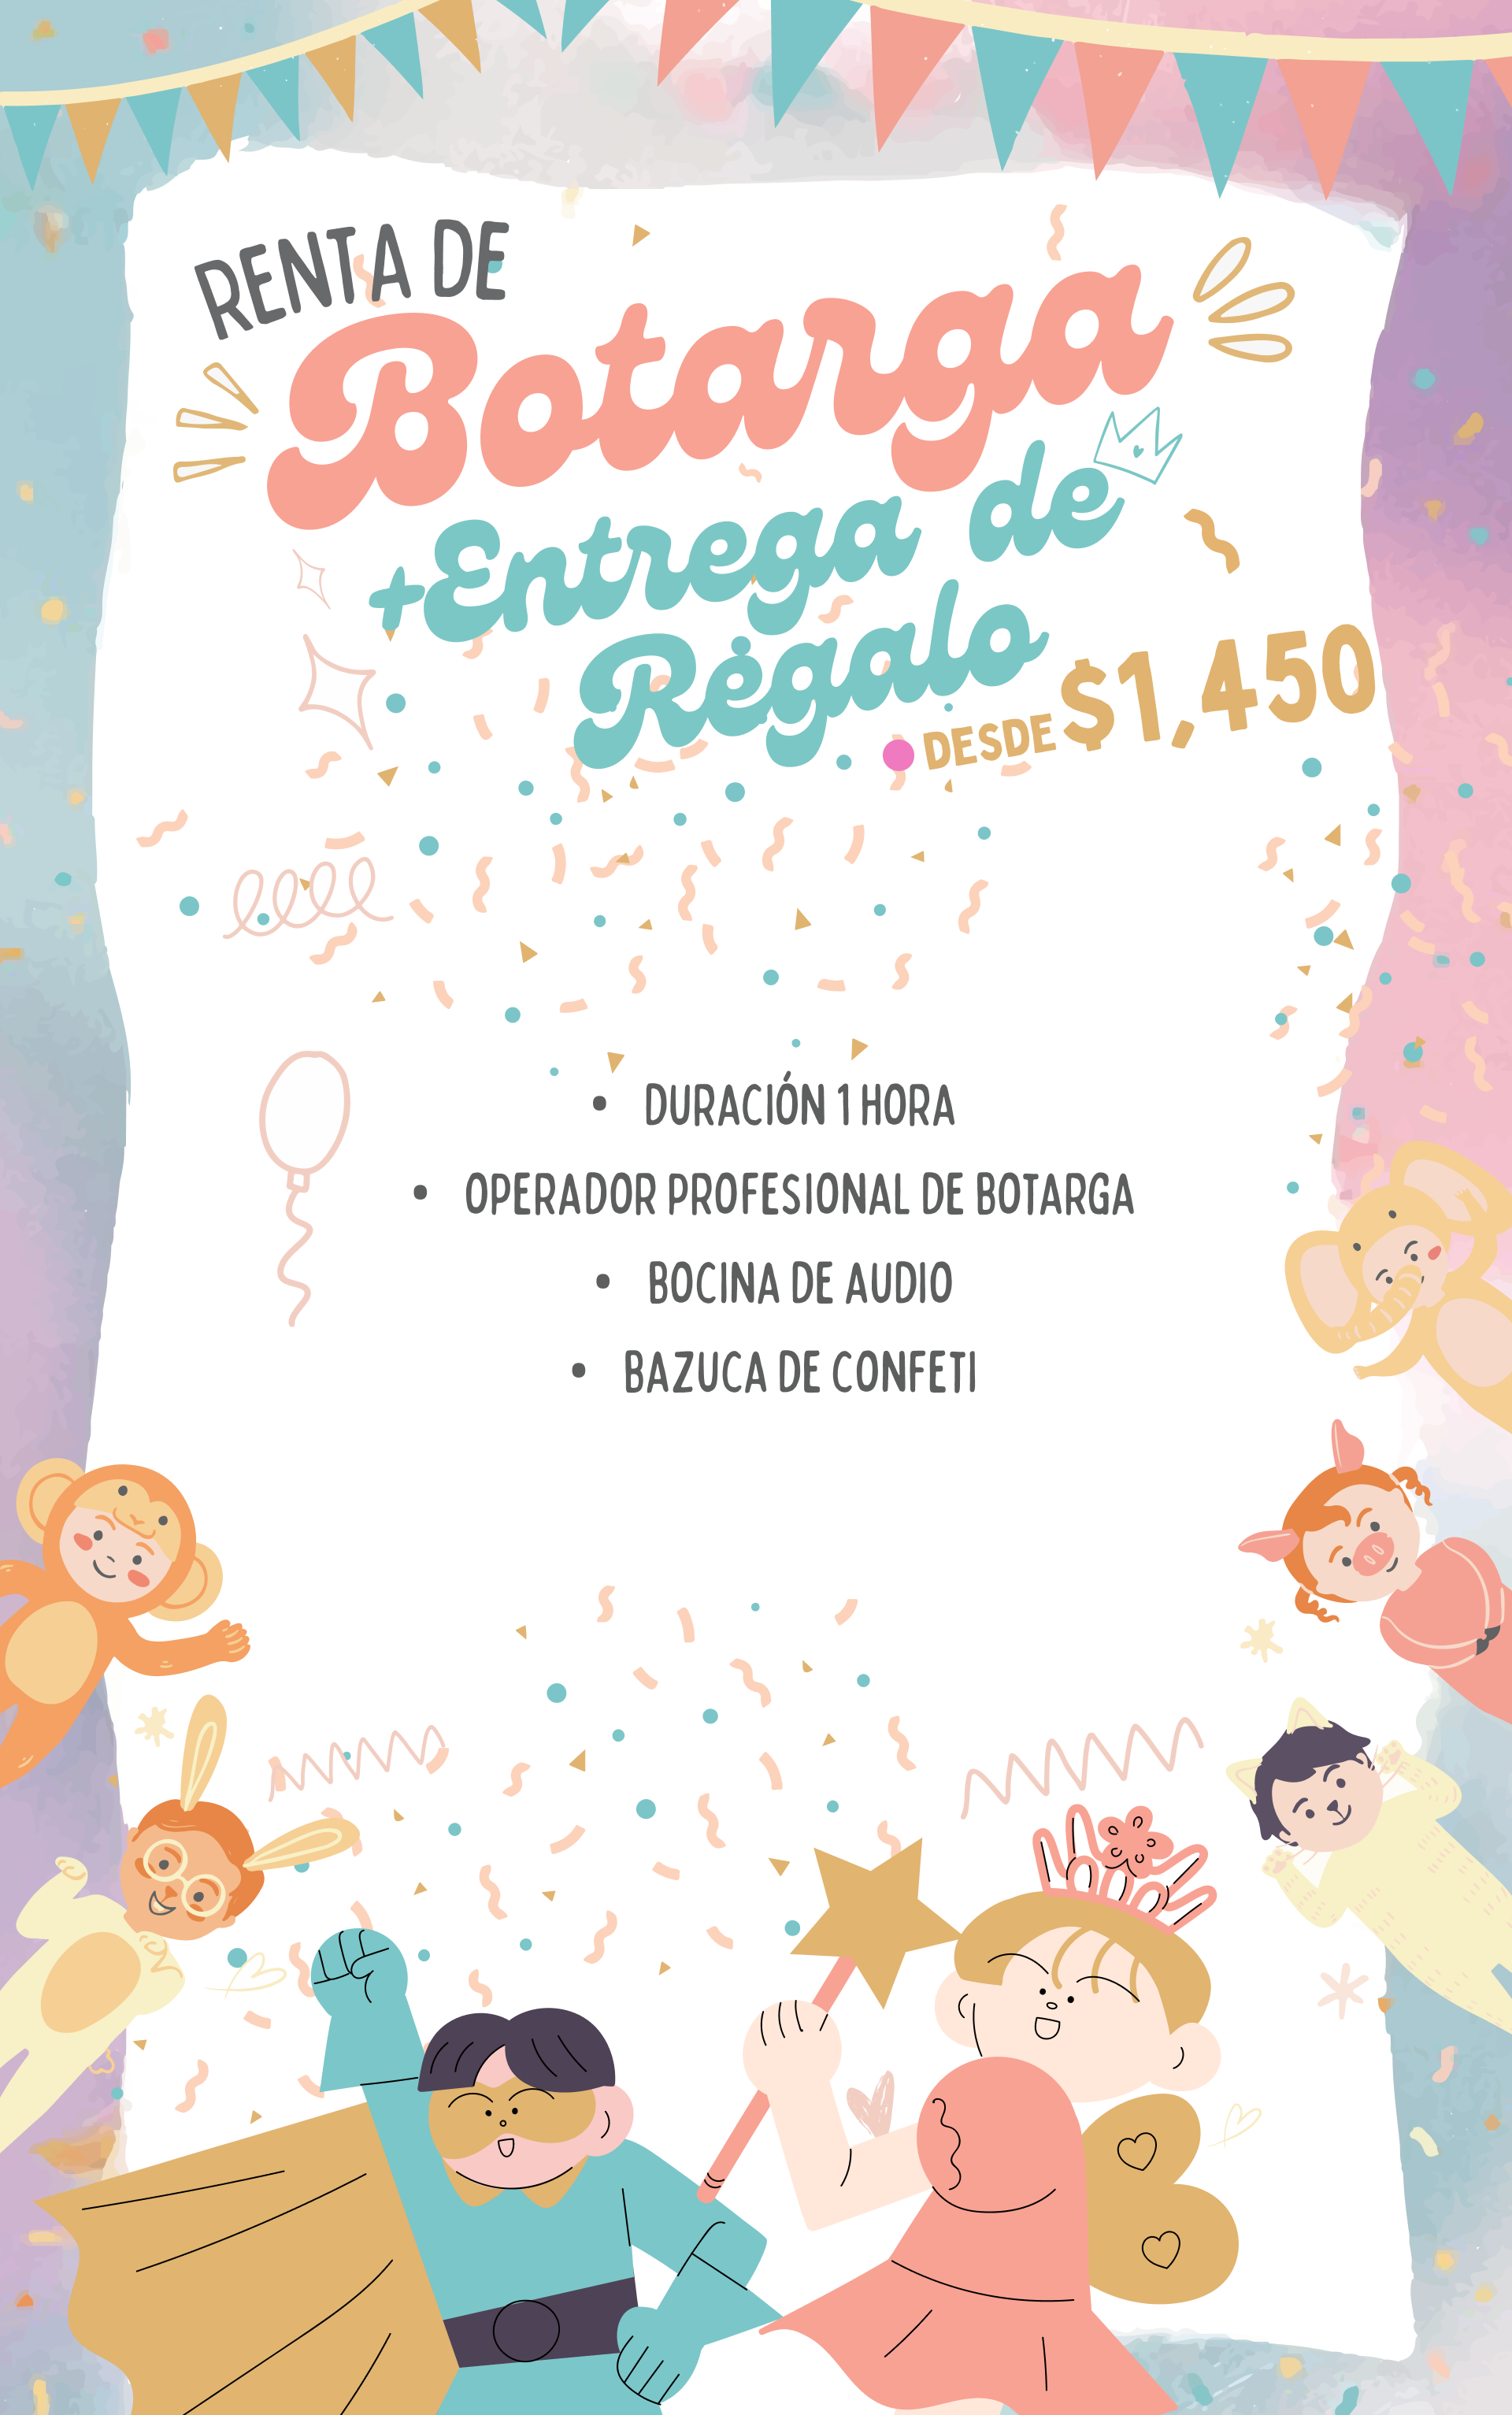 RENTA DE
Botarga
+Entrega de
Régalo
DESDE $1,450
• DURACIÓN 1 HORA
• OPERADOR PROFESIONAL DE BOTARGA
• BOCINA DE AUDIO
• BAZUCA DE CONFETI